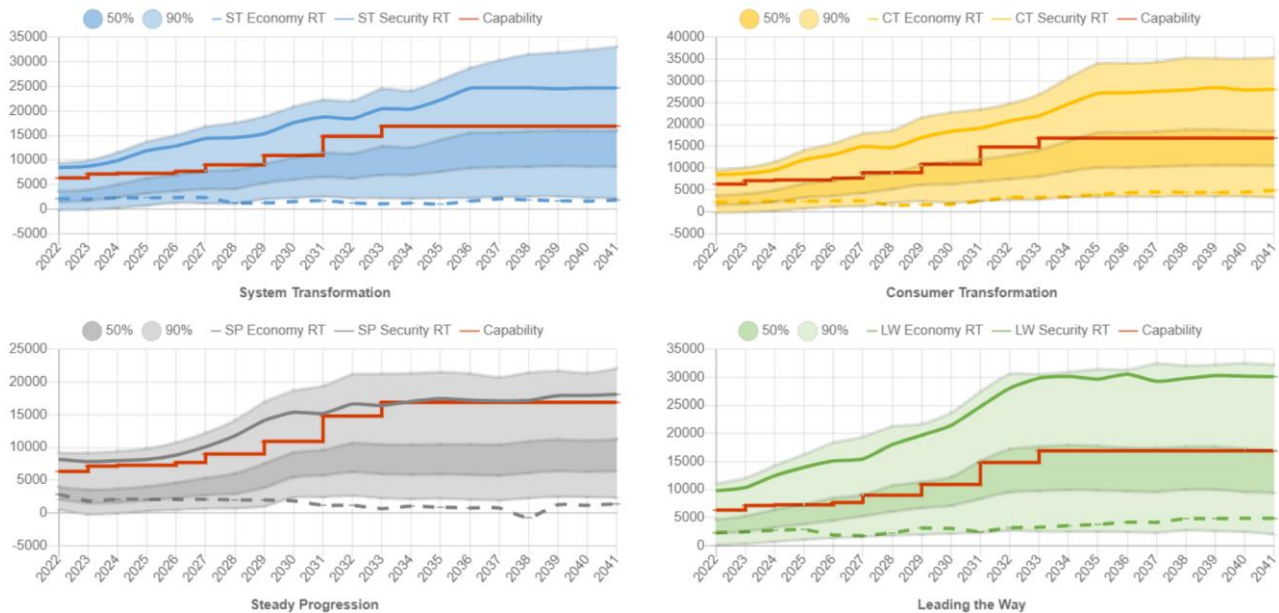 50% 90% ST Economy RT ST Security RT Capability
35000
30000
25000
20000
15000
10000
5000
0
-5000
2022 2023 2024 2025 2026 2027 2028 2029 2030 2031 2032 2033 2034 2035 2036 2037 2038 2039 2040 2041
System Transformation
50% 90% CT Economy RT CT Security RT Capability
40000
35000
30000
25000
20000
15000
10000
5000
0
-5000
2022 2023 2024 2025 2026 2027 2028 2029 2030 2031 2032 2033 2034 2035 2036 2037 2038 2039 2040 2041
Consumer Transformation
50% 90% SP Economy RT SP Security RT Capability
25000
20000
15000
10000
5000
0
-5000
2022 2023 2024 2025 2026 2027 2028 2029 2030 2031 2032 2033 2034 2035 2036 2037 2038 2039 2040 2041
Steady Progression
50% 90% LW Economy RT LW Security RT Capability
35000
30000
25000
20000
15000
10000
5000
0
2022 2023 2024 2025 2026 2027 2028 2029 2030 2031 2032 2033 2034 2035 2036 2037 2038 2039 2040 2041
Leading the Way